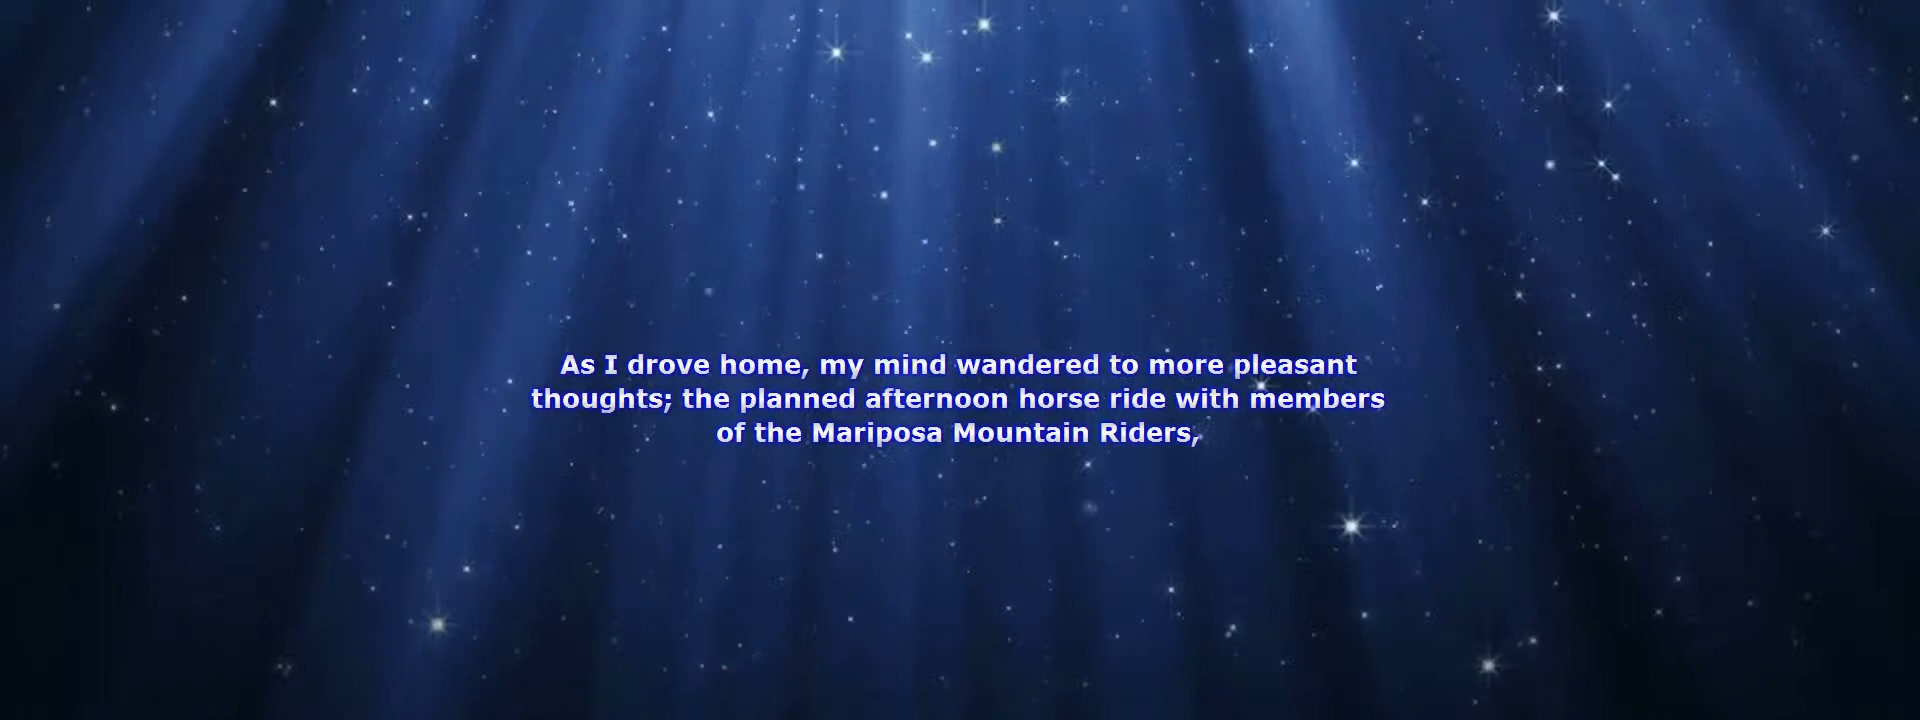 As I drove home, my mind wandered to more pleasant
thoughts; the planned afternoon horse ride with members
of the Mariposa Mountain Riders,